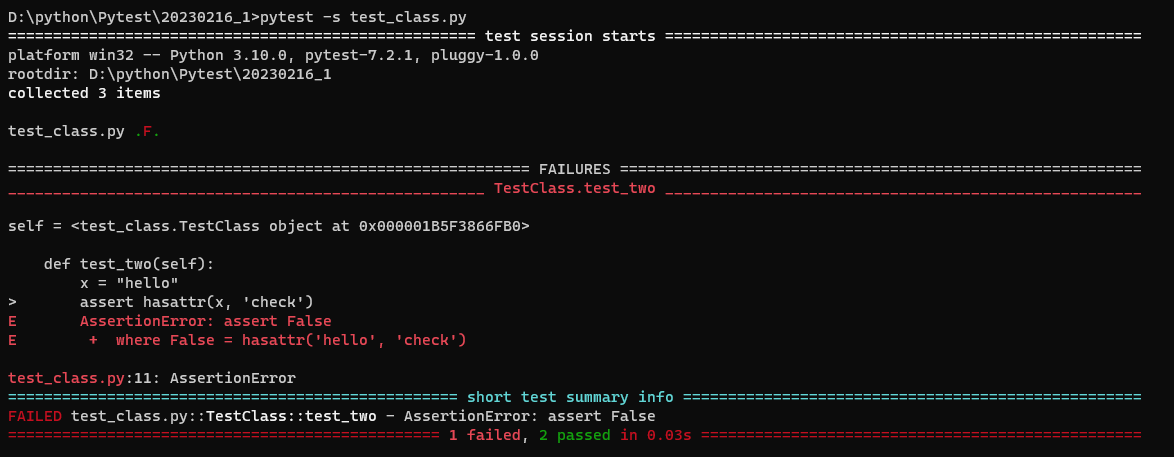 D:\python\Pytest\20230216_1>pytest -s test_class.py
==================================================== test session starts =====================================================
platform win32 -- Python 3.10.0, pytest-7.2.1, pluggy-1.0.0
rootdir: D:\python\Pytest\20230216_1
collected 3 items
test_class.py .F.
========================================================== FAILURES ==========================================================
_____________________________________________________ TestClass.test_two _____________________________________________________
self = <test_class.TestClass object at 0x000001B5F3866FB0>
    def test_two(self):
        x = "hello"
>       assert hasattr(x, 'check')
E       AssertionError: assert False
E        +  where False = hasattr('hello', 'check')
test_class.py:11: AssertionError
================================================== short test summary info ===================================================
FAILED test_class.py::TestClass::test_two - AssertionError: assert False
================================================ 1 failed, 2 passed in 0.03s =================================================